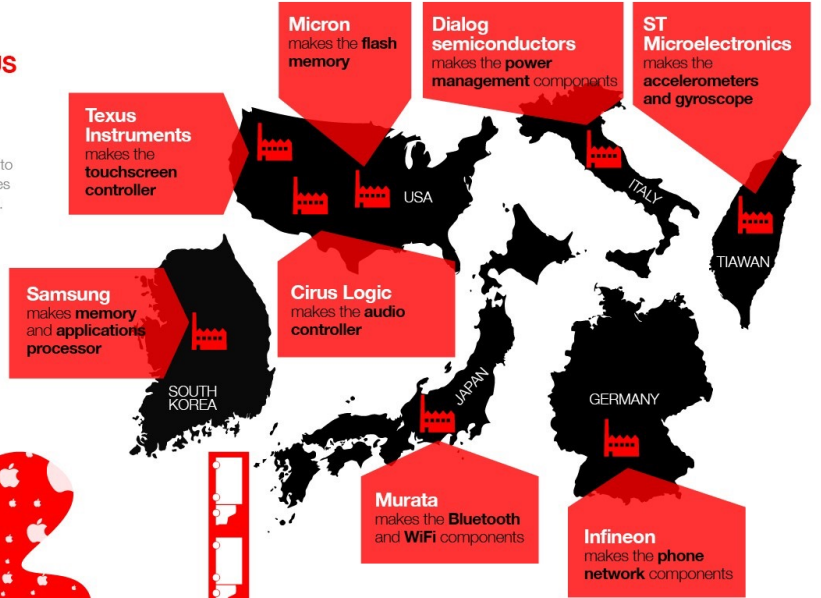 US
to
es
.
Micron
makes the flash
memory
Dialog
semiconductors
makes the power
management components
ST
Microelectronics
makes the
accelerometers
and gyroscope
Texus
Instruments
makes the
touchscreen
controller
USA
ITALY
TIAWAN
Samsung
makes memory
and applications
processor
Cirus Logic
makes the audio
controller
SOUTH
KOREA
JAPAN
GERMANY
Murata
makes the Bluetooth
and WiFi components
Infineon
makes the phone
network components